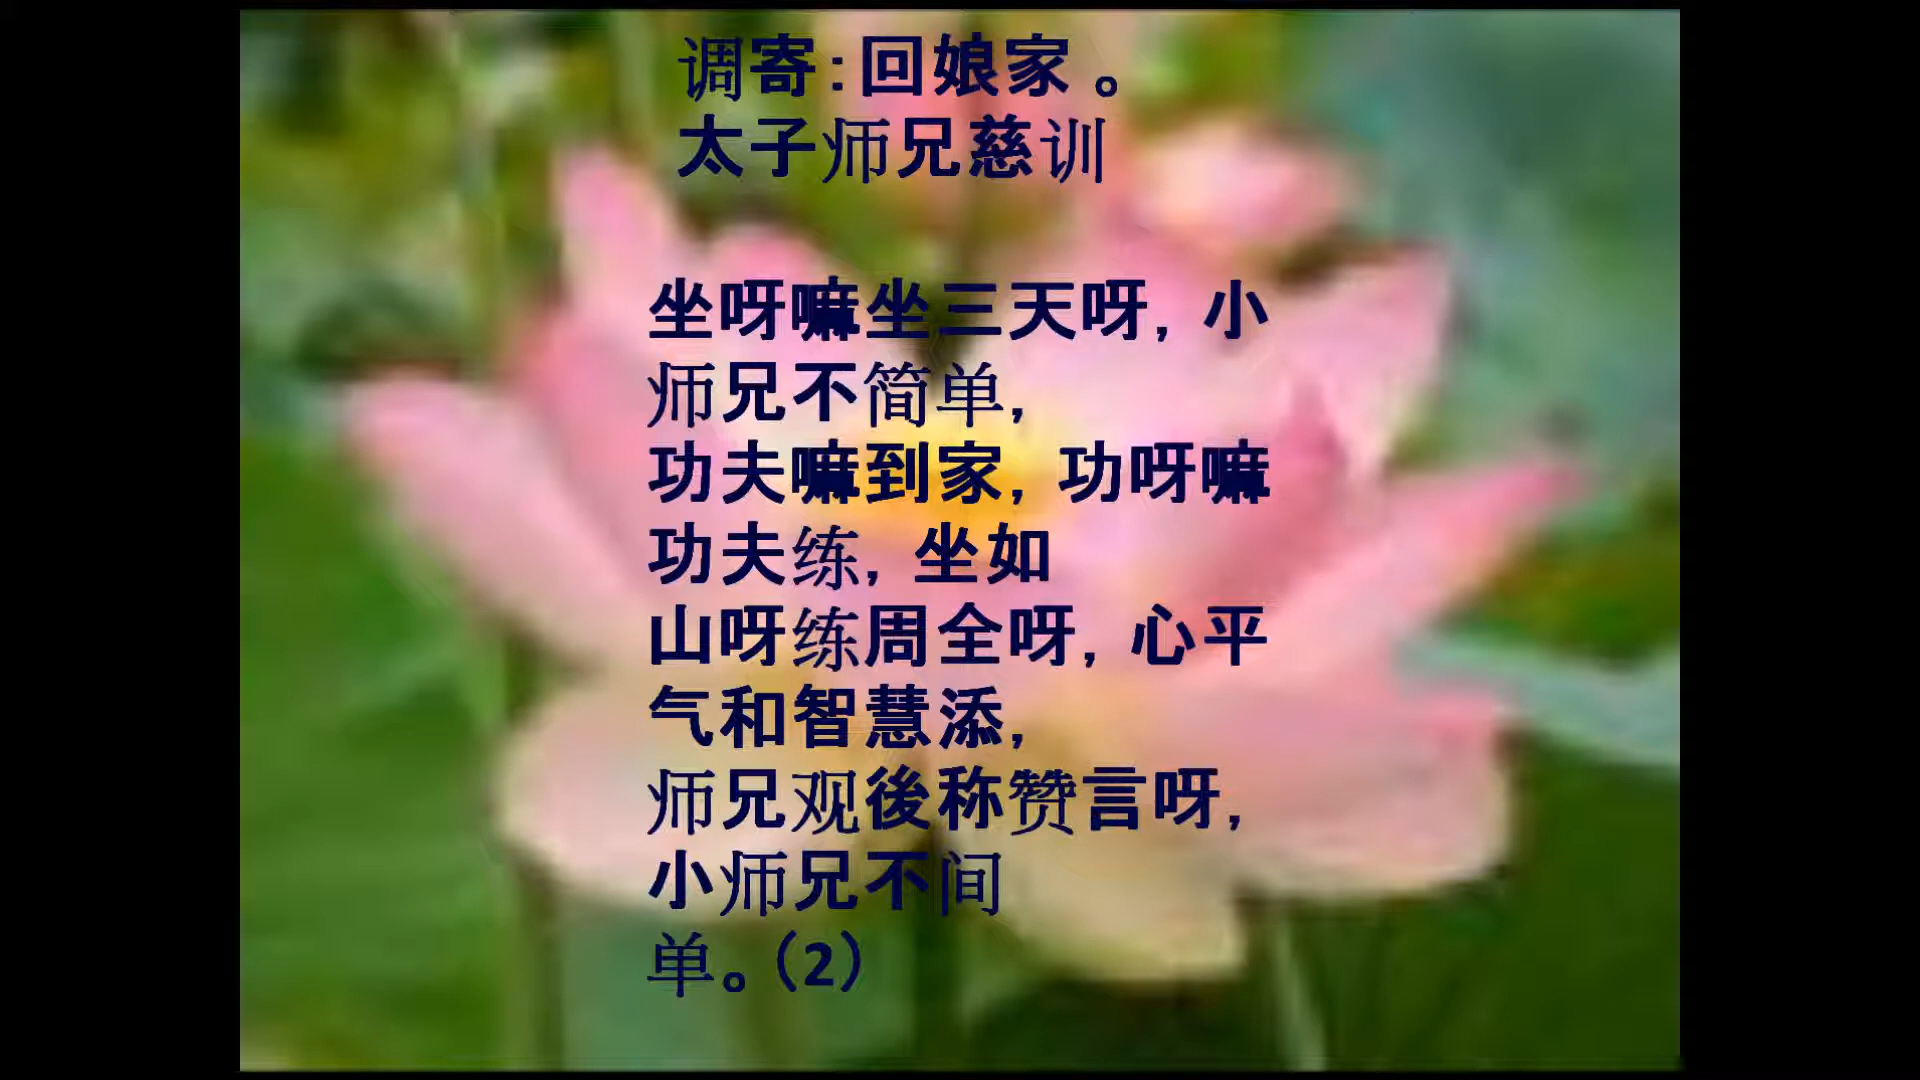 调寄:回娘家 。
太子师兄慈训
坐呀嘛坐三天呀, 小
师兄不简单,
功夫嘛到家, 功呀嘛
功夫练, 坐如
山呀练周全呀, 心平
气和智慧添,
师兄观後称赞言呀,
小师兄不间
单。(2)